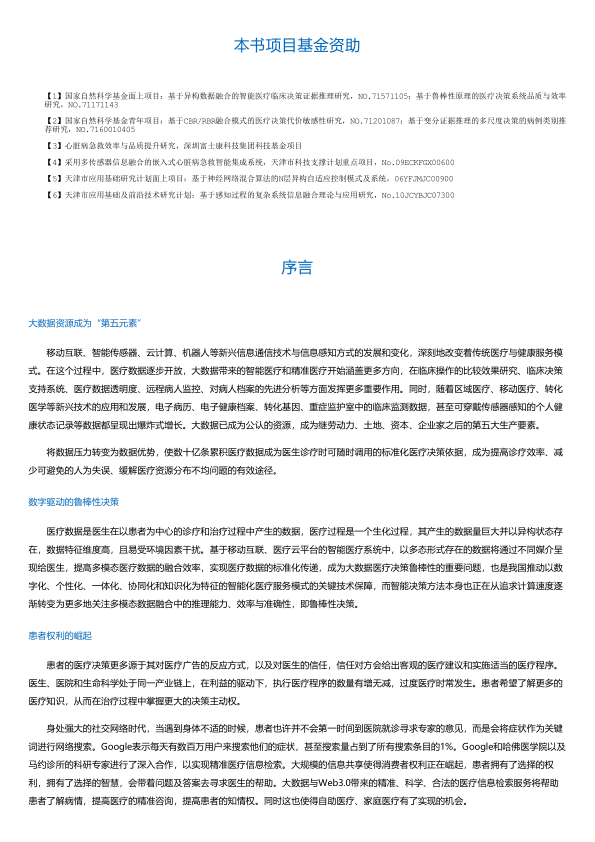 本书项目基金资助
【1】国家自然科学基金面上项目：基于异构数据融合的智能医疗临床决策证据推理研究，NO.71571105；基于鲁棒性原理的医疗决策系统品质与效率
研究，NO.71171143
【2】国家自然科学基金青年项目：基于CBR/RBR融合模式的医疗决策代价敏感性研究，NO.71201087；基于充分证据推理的多尺度决策的病例类别推
荐研究，NO.7160010405
【3】心脏病急救效率与品质提升研究，深圳富士康科技集团科技基金项目
【4】采用多传感器信息融合的嵌入式心脏病急救智能集成系统，天津市科技支撑计划重点项目，No.09ECKFGX00600
【5】天津市应用基础研究计划面上项目：基于神经网络混合算法的N层异构自适应控制模式及系统，06YFJMJC00900
【6】天津市应用基础及前沿技术研究计划：基于感知过程的复杂系统信息融合理论与应用研究，No.10JCYBJC07300
序言
大数据资源成为“第五元素”
移动互联、智能传感器、云计算、机器人等新兴信息通信技术与信息感知方式的发展和变化，深刻地改变着传统医疗与健康服务模
式。在这个过程中，医疗数据逐步开放，大数据带来的智能医疗和精准医疗开始涵盖更多方向，在临床操作的比较效果研究、临床决策
支持系统、医疗数据透明度、远程病人监控、对病人档案的先进分析等方面发挥更多重要作用。同时，随着区域医疗、移动医疗、转化
医学等新兴技术的应用和发展，电子病历、电子健康档案、转化基因、重症监护室中的临床监测数据，甚至可穿戴传感器感知的个人健
康状态记录等数据都呈现出爆炸式增长。大数据已成为公认的资源，成为继劳动力、土地、资本、企业家之后的第五大生产要素。
将数据压力转变为数据优势，使数十亿条累积医疗数据成为医生诊疗时可随时调用的标准化医疗决策依据，成为提高诊疗效率、减
少可避免的人为失误、缓解医疗资源分布不均问题的有效途径。
数字驱动的鲁棒性决策
医疗数据是医生在以患者为中心的诊疗和治疗过程中产生的数据，医疗过程是一个生化过程，其产生的数据量巨大并以异构状态存
在，数据特征维度高，且易受环境因素干扰。基于移动互联、医疗云平台的智能医疗系统中，以多态形式存在的数据将通过不同媒介呈
现给医生，提高多模态医疗数据的融合效率，实现医疗数据的标准化传递，成为大数据医疗决策鲁棒性的重要问题，也是我国推动以数
字化、个性化、一体化、协同化和知识化为特征的智能化医疗服务模式的关键技术保障，而智能决策方法本身也正在从追求计算速度逐
渐转变为更多地关注多模态数据融合中的推理能力、效率与准确性，即鲁棒性决策。
患者权利的崛起
患者的医疗决策更多源于其对医疗广告的反应方式，以及对医生的信任，信任对方会给出客观的医疗建议和实施适当的医疗程序。
医生、医院和生命科学处于同一产业链上，在利益的驱动下，执行医疗程序的数量有增无减，过度医疗时常发生。患者希望了解更多的
医疗知识，从而在治疗过程中掌握更大的决策主动权。
身处强大的社交网络时代，当遇到身体不适的时候，患者也许并不会第一时间到医院就诊寻求专家的意见，而是会将症状作为关键
词进行网络搜索。Google表示每天有数百万用户来搜索他们的症状，甚至搜索量占到了所有搜索条目的1%。Google和哈佛医学院以及
马约诊所的科研专家进行了深入合作，以实现精准医疗信息检索。大规模的信息共享使得消费者权利正在崛起，患者拥有了选择的权
利，拥有了选择的智慧，会带着问题及答案去寻求医生的帮助。大数据与Web3.0带来的精准、科学、合法的医疗信息检索服务将帮助
患者了解病情，提高医疗的精准咨询，提高患者的知情权。同时这也使得自助医疗、家庭医疗有了实现的机会。